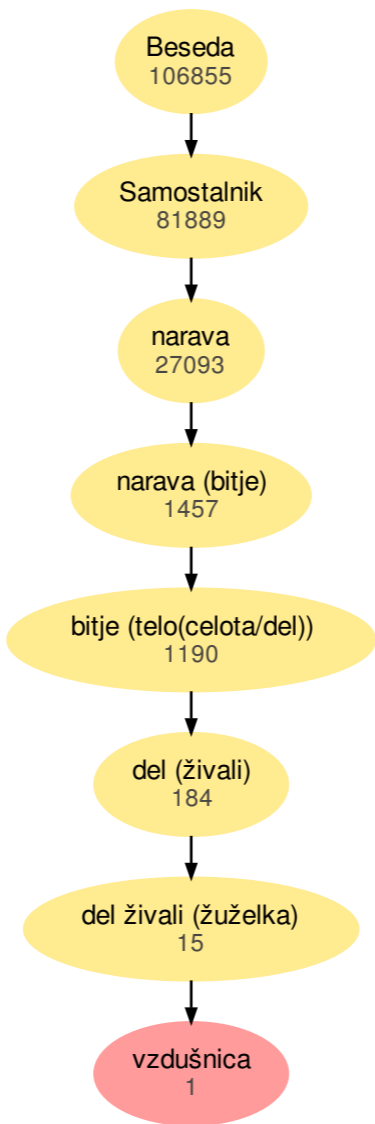 Beseda
106855
Samostalnik
81889
narava
27093
narava (bitje)
1457
bitje (telo(celota/del))
1190
del (živali)
184
del živali (žuželka)
15
vzdušnica
1